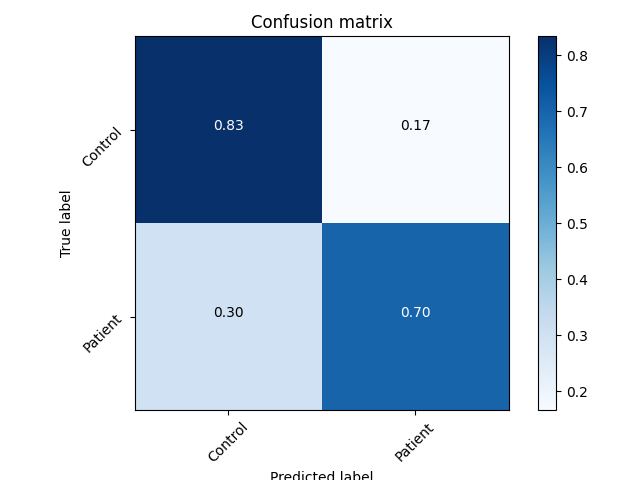 Confusion matrix
True label
Control
0.83
0.17
Patient
0.30
0.70
Control
Patient
Predicted label
0.8
0.7
0.6
0.5
0.4
0.3
0.2